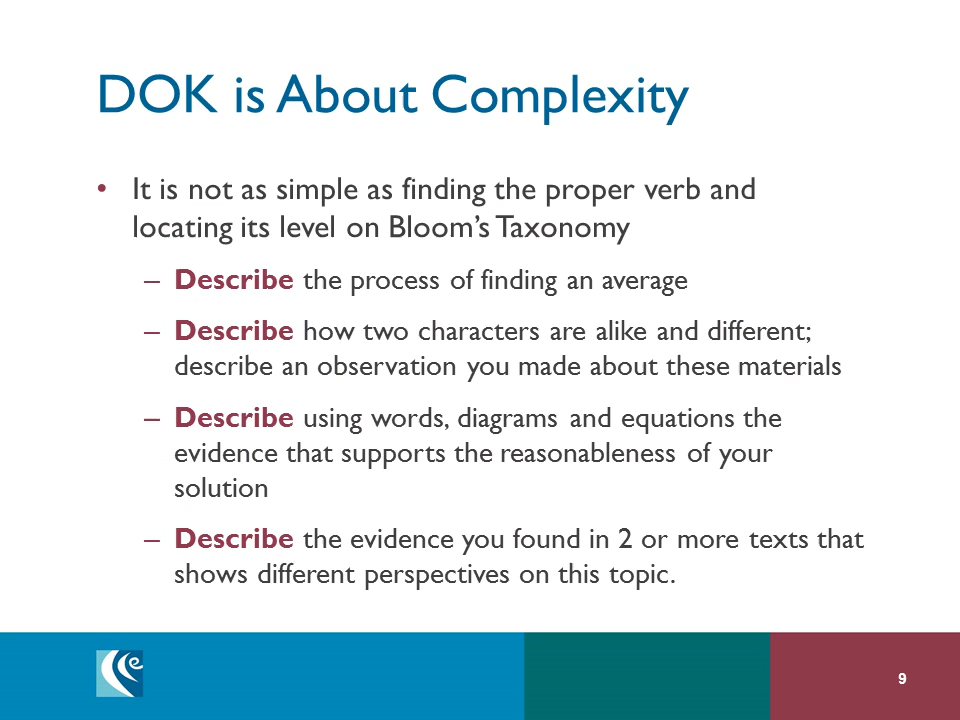 DOK is About Complexity
• It is not as simple as finding the proper verb and
locating its level on Bloom’s Taxonomy
– Describe the process of finding an average
– Describe how two characters are alike and different;
describe an observation you made about these materials
– Describe using words, diagrams and equations the
evidence that supports the reasonableness of your
solution
– Describe the evidence you found in 2 or more texts that
shows different perspectives on this topic.
e
9